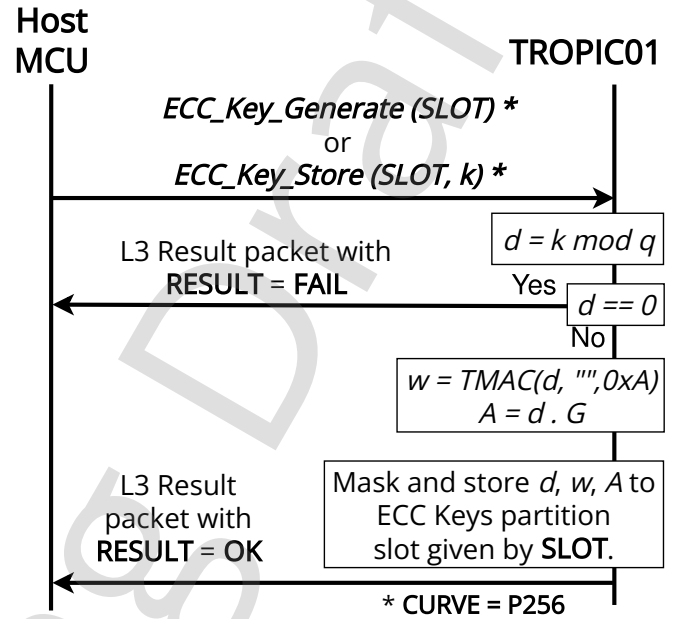 Host
MCU
TROPIC01
ECC_Key_Generate (SLOT) *
or
ECC_Key_Store (SLOT, k) *
d = k mod q
L3 Result packet with
RESULT = FAIL
Yes
d == 0
No
w = TMAC(d, "",0xA)
A = d . G
L3 Result
packet with
RESULT = OK
Mask and store d, w, A to
ECC Keys partition
slot given by SLOT.
* CURVE = P256